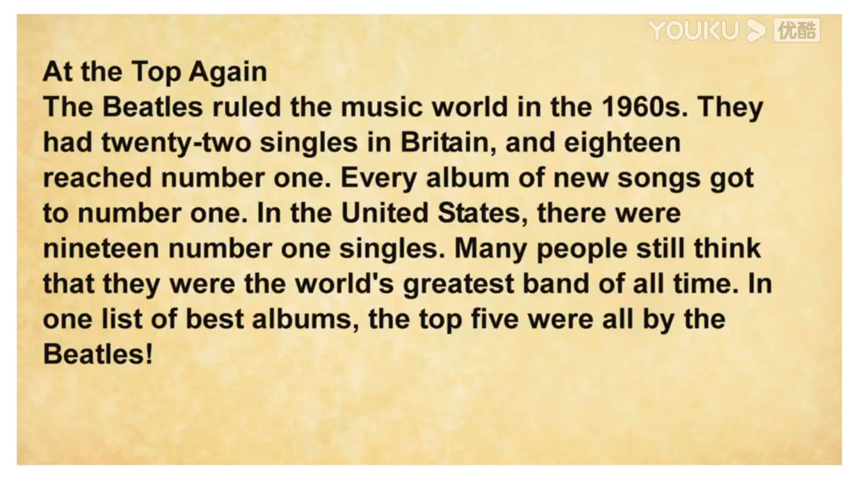 YOUKU 优酷
At the Top Again
The Beatles ruled the music world in the 1960s. They
had twenty-two singles in Britain, and eighteen
reached number one. Every album of new songs got
to number one. In the United States, there were
nineteen number one singles. Many people still think
that they were the world's greatest band of all time. In
one list of best albums, the top five were all by the
Beatles!